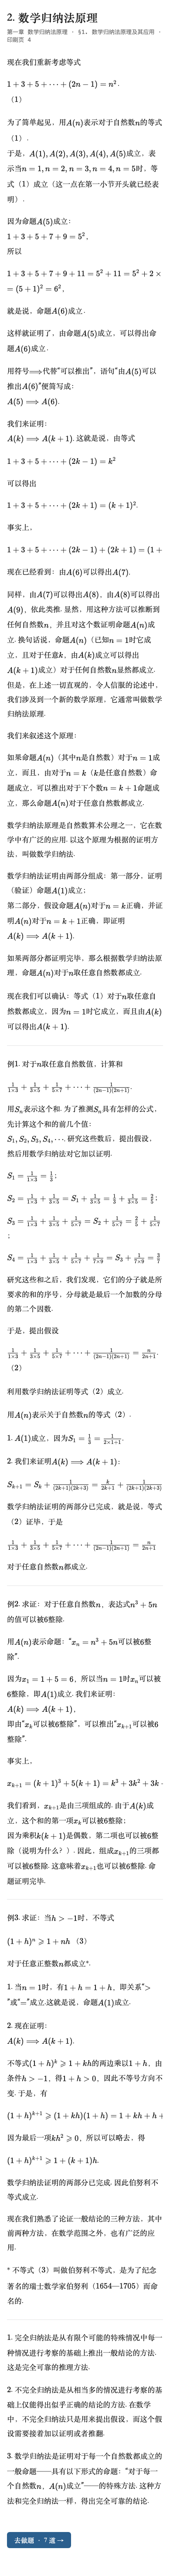 2. 数学归纳法原理
第一章 数学归纳法原理 · §1. 数学归纳法原理及其应用 ·
印刷页 4
现在我们重新考虑等式
1 + 3 + 5 + ⋯ + (2n − 1) = n².
(1)
为了简单起见，用A(n)表示对于自然数n的等式
(1).
于是，A(1), A(2), A(3), A(4), A(5)成立，表
示当n = 1, n = 2, n = 3, n = 4, n = 5时，等
式（1）成立（这一点在第一小节开头就已经表
明）.
因为命题A(5)成立：
1 + 3 + 5 + 7 + 9 = 5²,
所以
1 + 3 + 5 + 7 + 9 + 11 = 5² + 11 = 5² + 2 ×
= (5 + 1)² = 6²,
就是说，命题A(6)成立.
这样就证明了，由命题A(5)成立，可以得出命
题A(6)成立.
用符号⟹代替“可以推出”，语句“由A(5)可以
推出A(6)”便简写成：
A(5) ⟹ A(6).
我们来证明：
A(k) ⟹ A(k + 1). 这就是说，由等式
1 + 3 + 5 + ⋯ + (2k − 1) = k²
可以得出
1 + 3 + 5 + ⋯ + (2k + 1) = (k + 1)².
事实上，
1 + 3 + 5 + ⋯ + (2k − 1) + (2k + 1) = (1 +
现在已经看到：由A(6)可以得出A(7).
同样，由A(7)可以得出A(8)，由A(8)可以得出
A(9)，依此类推. 显然，用这种方法可以推断到
任何自然数n，并且对这个数证明命题A(n)成
立. 换句话说，命题A(n)（已知n = 1时它成
立，且对于任意k，由A(k)成立可以得出
A(k + 1)成立）对于任何自然数n显然都成立.
但是，在上述一切直观的、令人信服的论述中，
我们涉及到一个新的数学原理，它通常叫做数学
归纳法原理.
我们来叙述这个原理：
如果命题A(n)（其中n是自然数）对于n = 1成
立，而且，由对于n = k（k是任意自然数）命
题成立，可以推出对于下个数n = k + 1命题成
立，那么命题A(n)对于任意自然数都成立.
数学归纳法原理是自然数算术公理之一，它在数
学中有广泛的应用. 以这个原理为根据的证明方
法，叫做数学归纳法.
数学归纳法证明由两部分组成：第一部分，证明
（验证）命题A(1)成立；
第二部分，假设命题A(n)对于n = k正确，并证
明A(n)对于n = k + 1正确，即证明
A(k) ⟹ A(k + 1).
如果两部分都证明完毕，那么根据数学归纳法原
理，命题A(n)对于n取任意自然数都成立.
现在我们可以确认：等式（1）对于n取任意自
然数都成立，因为n = 1时它成立，而且由A(k)
可以得出A(k + 1).
例1. 对于n取任意自然数值，计算和
1/(1×3) + 1/(3×5) + 1/(5×7) + ⋯ + 1/((2n−1)(2n+1)).
用Sₙ表示这个和. 为了推测Sₙ具有怎样的公式，
先计算这个和的前几个值：
S₁, S₂, S₃, S₄, ⋯. 研究这些数后，提出假设，
然后用数学归纳法对它加以证明.
S₁ = 1/(1×3) = 1/3;
S₂ = 1/(1×3) + 1/(3×5) = S₁ + 1/(3×5) = 1/3 + 1/(3×5) = 2/5;
S₃ = 1/(1×3) + 1/(3×5) + 1/(5×7) = S₂ + 1/(5×7) = 2/5 + 1/(5×7)
;
S₄ = 1/(1×3) + 1/(3×5) + 1/(5×7) + 1/(7×9) = S₃ + 1/(7×9) = 3/7
研究这些和之后，我们发现，它们的分子就是所
要求的和的序号，分母就是最后一个加数的分母
的第二个因数.
于是，提出假设
1/(1×3) + 1/(3×5) + 1/(5×7) + ⋯ + 1/((2n−1)(2n+1)) = n/(2n+1).
（2）
利用数学归纳法证明等式（2）成立.
用A(n)表示关于自然数n的等式（2）.
1. A(1)成立，因为S₁ = 1/3 = 1/(2×1+1).
2. 我们来证明A(k) ⟹ A(k + 1)：
Sₖ₊₁ = Sₖ + 1/((2k+1)(2k+3)) = k/(2k+1) + 1/((2k+1)(2k+3))
数学归纳法证明的两部分已完成，就是说，等式
（2）证毕，于是
1/(1×3) + 1/(3×5) + 1/(5×7) + ⋯ + 1/((2n−1)(2n+1)) = n/(2n+1)
对于任意自然数n都成立.
例2. 求证：对于任意自然数n，表达式n³ + 5n
的值可以被6整除.
用A(n)表示命题：“xₙ = n³ + 5n可以被6整
除”.
因为x₁ = 1 + 5 = 6，所以当n = 1时xₙ可以被
6整除，即A(1)成立. 我们来证明：
A(k) ⟹ A(k + 1),
即由“xₖ可以被6整除”，可以推出“xₖ₊₁可以被6
整除”.
事实上，
xₖ₊₁ = (k + 1)³ + 5(k + 1) = k³ + 3k² + 3k ·
我们看到，xₖ₊₁是由三项组成的. 由于A(k)成
立，这个和的第一项xₖ可以被6整除；
因为乘积k(k + 1)是偶数，第二项也可以被6整
除（说明为什么？）. 因此，组成xₖ₊₁的三项都
可以被6整除. 这意味着xₖ₊₁也可以被6整除. 命
题证明完毕.
例3. 求证：当h > −1时，不等式
(1 + h)ⁿ ⩾ 1 + nh （3）
对于任意正整数n都成立*.
1. 当n = 1时，有1 + h = 1 + h，即关系“>
“或“=”成立.这就是说，命题A(1)成立.
2. 现在证明：
A(k) ⟹ A(k + 1).
不等式(1 + h)ᵏ ⩾ 1 + kh的两边乘以1 + h，由
条件h > −1，得1 + h > 0，因此不等号方向不
变. 于是，有
(1 + h)ᵏ⁺¹ ⩾ (1 + kh)(1 + h) = 1 + kh + h +
因为最后一项kh² ⩾ 0，所以可以略去，得
(1 + h)ᵏ⁺¹ ⩾ 1 + (k + 1)h.
数学归纳法证明的两部分已完成. 因此伯努利不
等式成立.
现在我们熟悉了论证一般结论的三种方法，其中
前两种方法，在数学范围之外，也有广泛的应
用.
* 不等式（3）叫做伯努利不等式，是为了纪念
著名的瑞士数学家伯努利（1654—1705）而命
名的.
1. 完全归纳法是从有限个可能的特殊情况中每一
种情况进行考察的基础上推出一般结论的方法.
这是完全可靠的推理方法.
2. 不完全归纳法是从相当多的情况进行考察的基
础上仅能得出似乎正确的结论的方法. 在数学
中，不完全归纳法只是用来提出假设，而这个假
设需要接着加以证明或者推翻.
3. 数学归纳法是证明对于每一个自然数都成立的
一般命题——具有以下形式的命题：“对于每一
个自然数n，A(n)成立”——的特殊方法. 这种方
法和完全归纳法一样，得出完全可靠的结论.
去做题 · 7 道 →